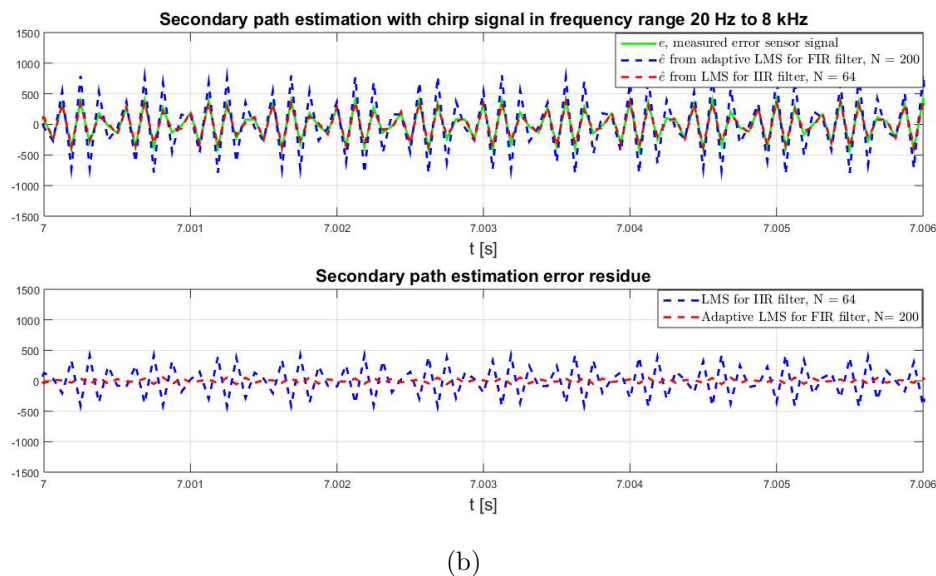 Secondary path estimation with chirp signal in frequency range 20 Hz to 8 kHz
1500
1000
500
0
-500
-1000
-1500
e, measured error sensor signal
ê from adaptive LMS for FIR filter, N = 200
ê from LMS for IIR filter, N = 64
7
7.001
7.002
7.003
7.004
7.005
7.006
t [s]
Secondary path estimation error residue
1500
1000
500
0
-500
-1000
-1500
LMS for IIR filter, N = 64
Adaptive LMS for FIR filter, N= 200
7
7.001
7.002
7.003
7.004
7.005
7.006
t [s]
(b)